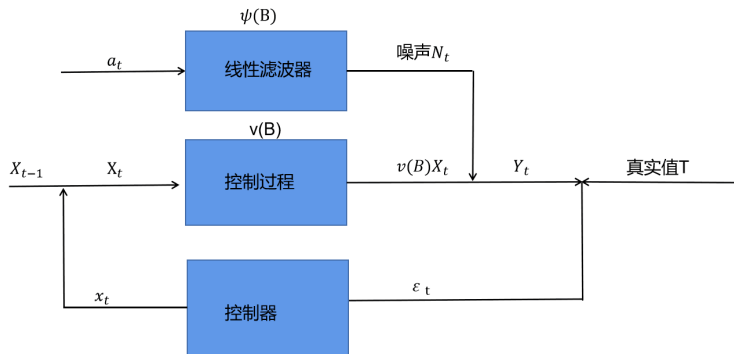 ψ(B)
a_t
线性滤波器
噪声N_t
v(B)
X_{t−1}
X_t
控制过程
v(B)X_t
Y_t
真实值T
x_t
控制器
ε_t